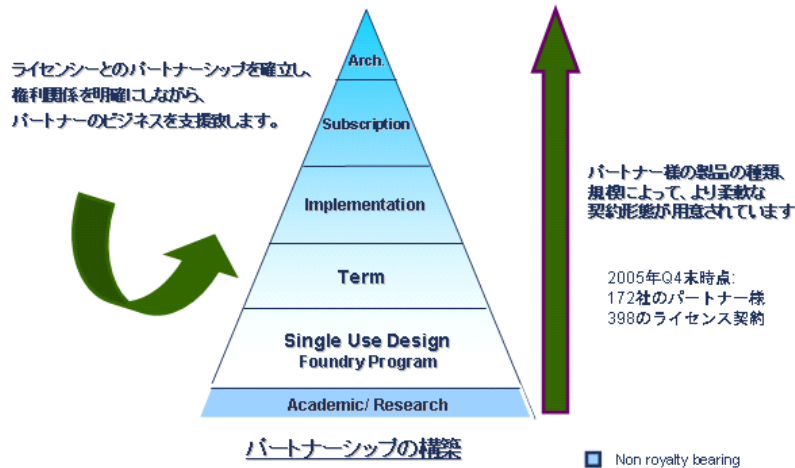 ライセンシーとのパートナーシップを確立し、
権利関係を明確にしながら、
パートナーのビジネスを支援致します。
Arch.
Subscription
Implementation
Term
Single Use Design
Foundry Program
Academic/ Research
パートナーシップの構築
パートナー様の製品の種類、
規模によって、より柔軟な
契約形態が用意されています
2005年Q4末時点:
172社のパートナー様
398のライセンス契約
Non royalty bearing